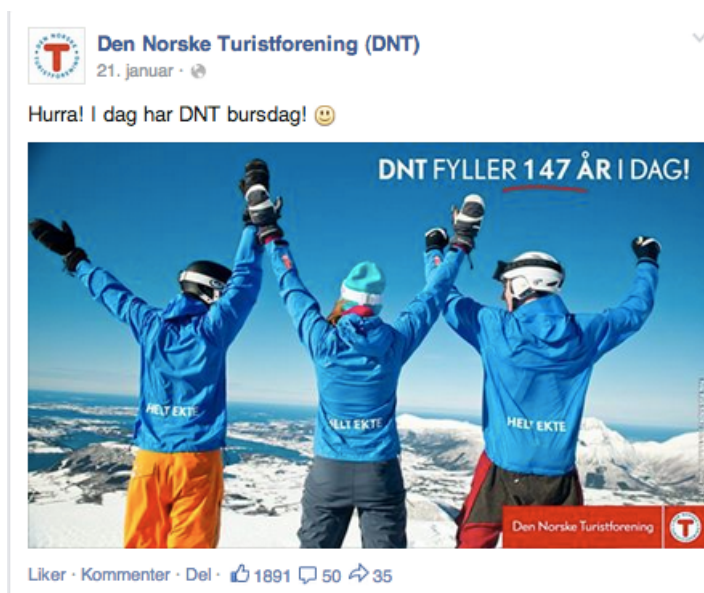 Den Norske Turistforening (DNT)
21. januar ·
Hurra! I dag har DNT bursdag!
DNT FYLLER 147 ÅR I DAG!
HELT EKTE
HELT EKTE
HELT EKTE
Den Norske Turistforening T
Liker · Kommenter · Del · 1891 50 35